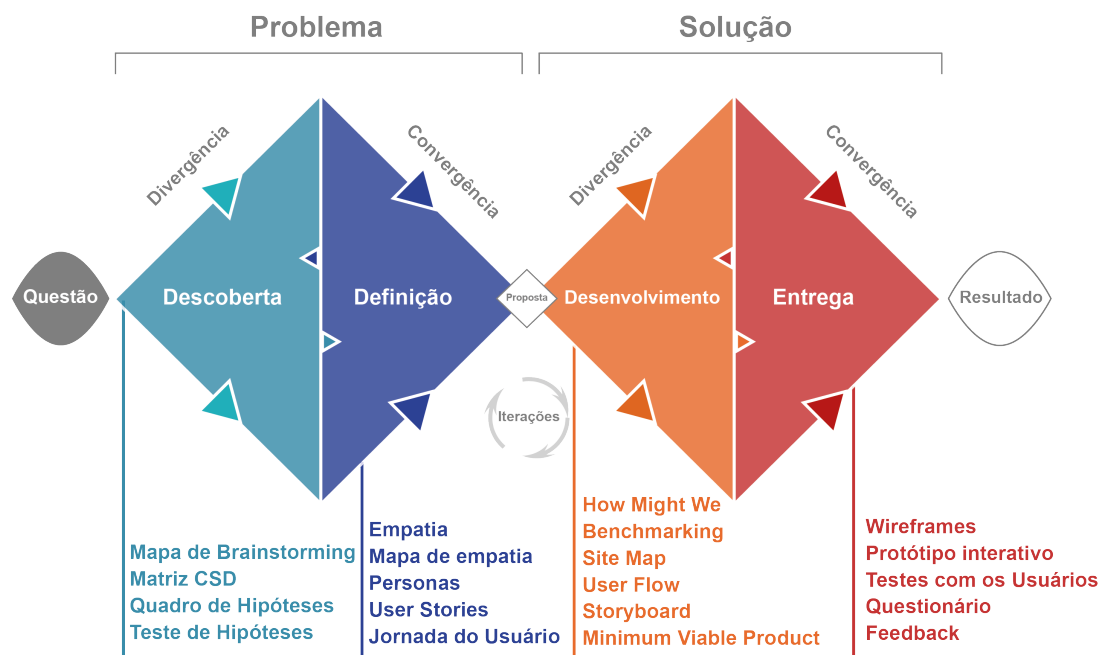 Problema
Solução
Divergência
Convergência
Divergência
Convergência
Questão
Descoberta
Definição
Proposta
Desenvolvimento
Entrega
Resultado
Iterações
Mapa de Brainstorming
Matriz CSD
Quadro de Hipóteses
Teste de Hipóteses
Empatia
Mapa de empatia
Personas
User Stories
Jornada do Usuário
How Might We
Benchmarking
Site Map
User Flow
Storyboard
Minimum Viable Product
Wireframes
Protótipo interativo
Testes com os Usuários
Questionário
Feedback